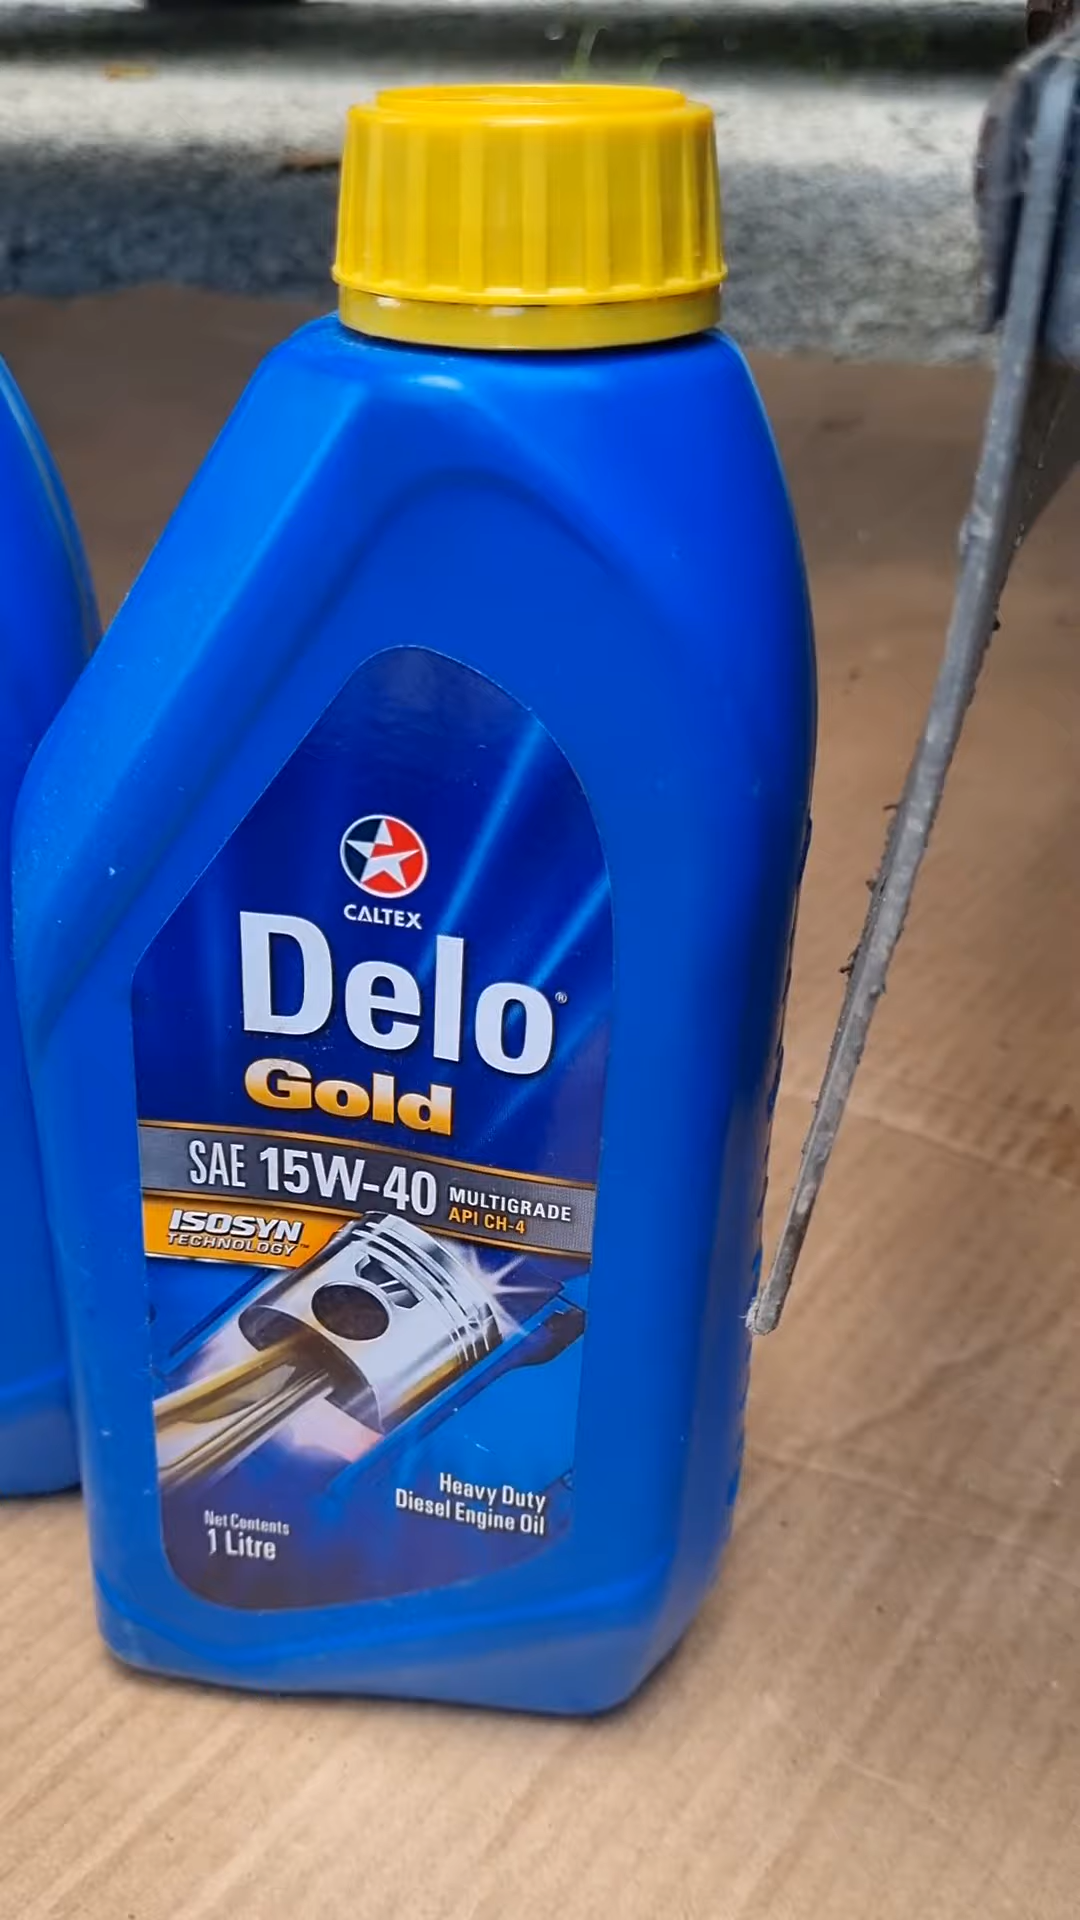 CALTEX
Delo®
Gold
SAE 15W-40 MULTIGRADE
API CH-4
ISOSYN
TECHNOLOGY™
Heavy Duty
Diesel Engine Oil
Net Contents
1 Litre